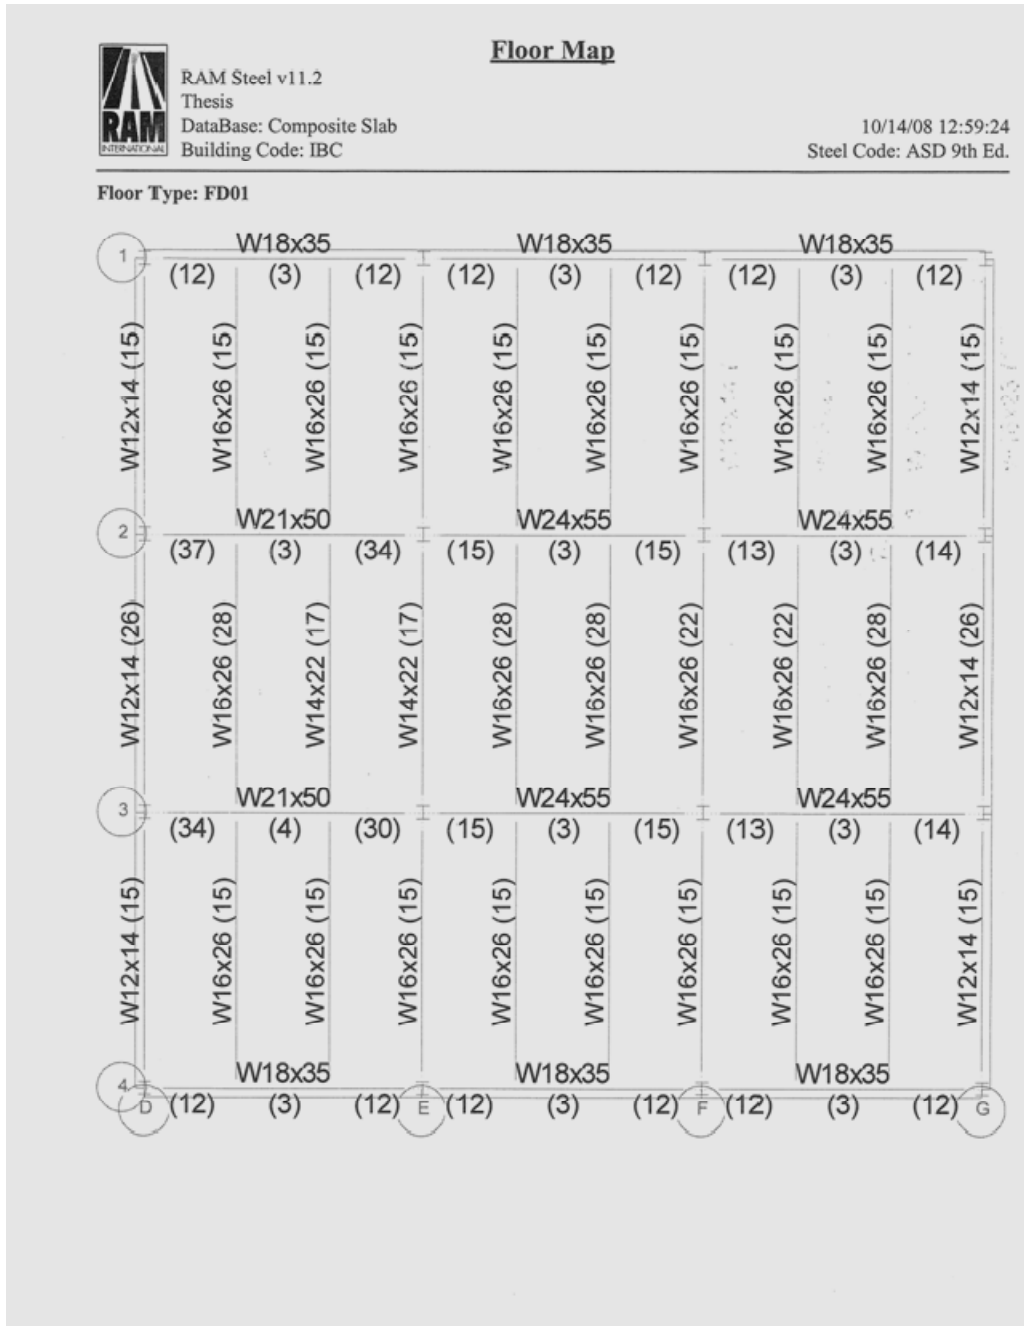 Floor Map
RAM
INTERNATIONAL
RAM Steel v11.2
Thesis
DataBase: Composite Slab
Building Code: IBC
10/14/08 12:59:24
Steel Code: ASD 9th Ed.
Floor Type: FD01
1 W18x35 W18x35 W18x35
(12) (3) (12) (12) (3) (12) (12) (3) (12)
W12x14 (15) W16x26 (15) W16x26 (15) W16x26 (15) W16x26 (15) W16x26 (15) W16x26 (15) W16x26 (15) W16x26 (15) W12x14 (15)
2 W21x50 W24x55 W24x55
(37) (3) (34) (15) (3) (15) (13) (3) (14)
W12x14 (26) W16x26 (28) W14x22 (17) W14x22 (17) W16x26 (28) W16x26 (28) W16x26 (22) W16x26 (22) W16x26 (28) W12x14 (26)
3 W21x50 W24x55 W24x55
(34) (4) (30) (15) (3) (15) (13) (3) (14)
W12x14 (15) W16x26 (15) W16x26 (15) W16x26 (15) W16x26 (15) W16x26 (15) W16x26 (15) W16x26 (15) W16x26 (15) W12x14 (15)
4 W18x35 W18x35 W18x35
D (12) (3) (12) E (12) (3) (12) F (12) (3) (12) G